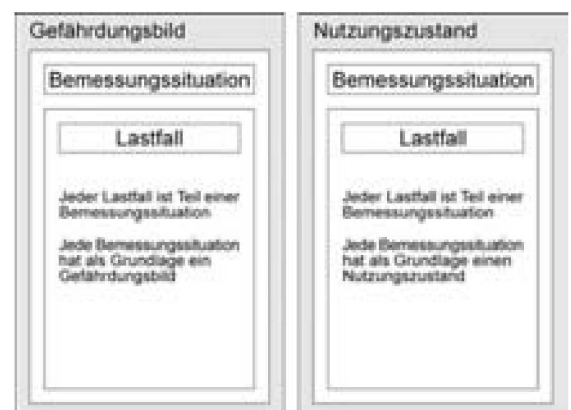 Gefährdungsbild
Bemessungssituation
Lastfall
Jeder Lastfall ist Teil einer
Bemessungssituation
Jede Bemessungssituation
hat als Grundlage ein
Gefährdungsbild
Nutzungszustand
Bemessungssituation
Lastfall
Jeder Lastfall ist Teil einer
Bemessungssituation
Jede Bemessungssituation
hat als Grundlage einen
Nutzungszustand